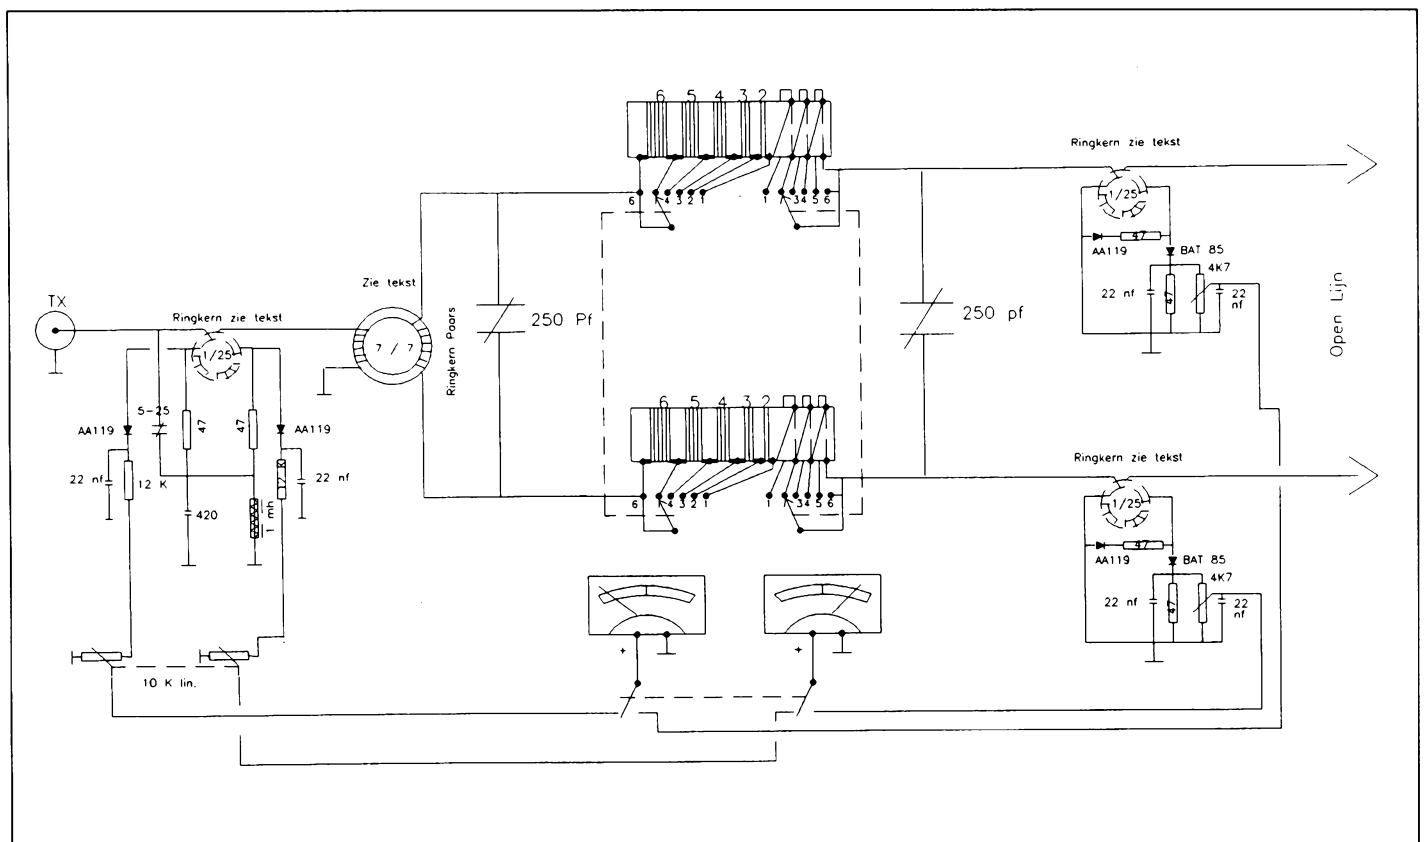 6 5 4 3 2
6 4 3 2 1
1 3 4 5 6
Ringkern zie tekst
1/25
47
AA119
BAT 85
4K7
22 nf
47
22 nf
Open Lijn
Zie tekst
TX
Ringkern zie tekst
1/25
7 / 7
Ringkern Paars
250 Pf
250 pf
5-25
AA119
47
47
AA119
22 nf
12 K
12 K
22 nf
420
1 mh
10 K lin.
6 5 4 3 2
6 4 3 2 1
1 3 4 5 6
Ringkern zie tekst
1/25
47
AA119
BAT 85
4K7
22 nf
47
22 nf
+
+